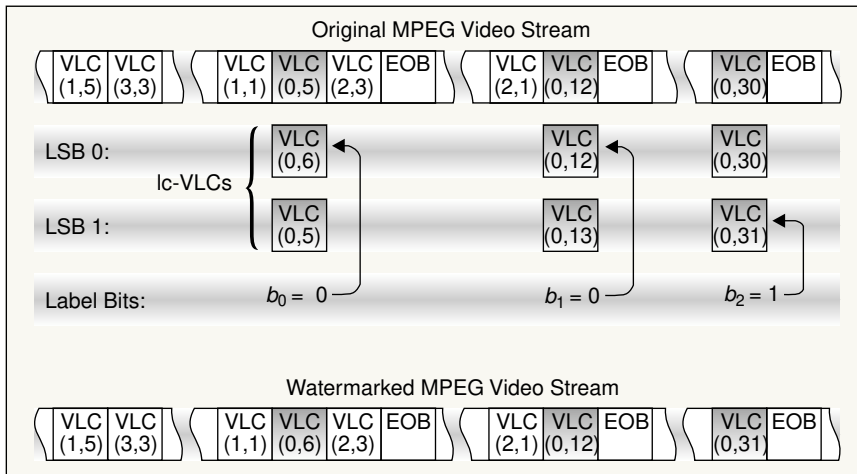 Original MPEG Video Stream
VLC VLC VLC VLC VLC EOB VLC VLC EOB VLC EOB
(1,5) (3,3) (1,1) (0,5) (2,3) (2,1) (0,12) (0,30)
LSB 0: VLC VLC VLC
(0,6) (0,12) (0,30)
lc-VLCs
LSB 1: VLC VLC VLC
(0,5) (0,13) (0,31)
Label Bits: b0 = 0 b1 = 0 b2 = 1
Watermarked MPEG Video Stream
VLC VLC VLC VLC VLC EOB VLC VLC EOB VLC EOB
(1,5) (3,3) (1,1) (0,6) (2,3) (2,1) (0,12) (0,31)